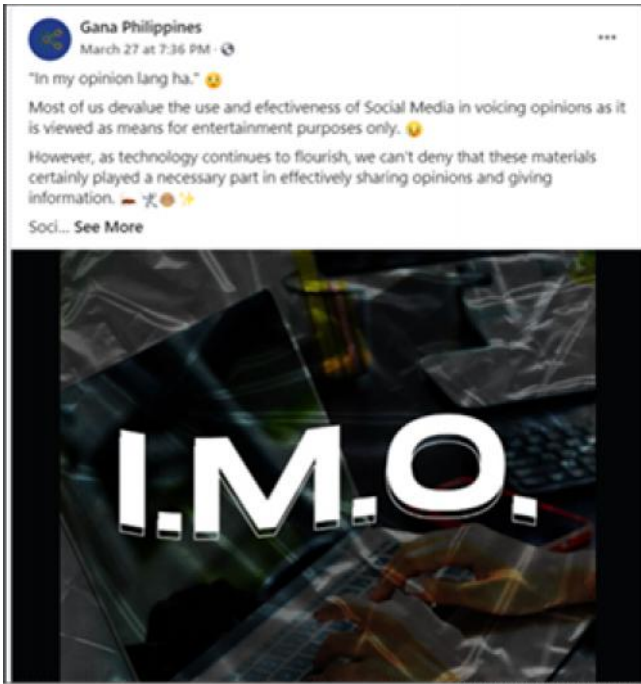 Gana Philippines
March 27 at 7:36 PM ·
"In my opinion lang ha." 😥
Most of us devalue the use and efectiveness of Social Media in voicing opinions as it
is viewed as means for entertainment purposes only. 😉
However, as technology continues to flourish, we can't deny that these materials
certainly played a necessary part in effectively sharing opinions and giving
information.
Soci... See More
I.M.O.